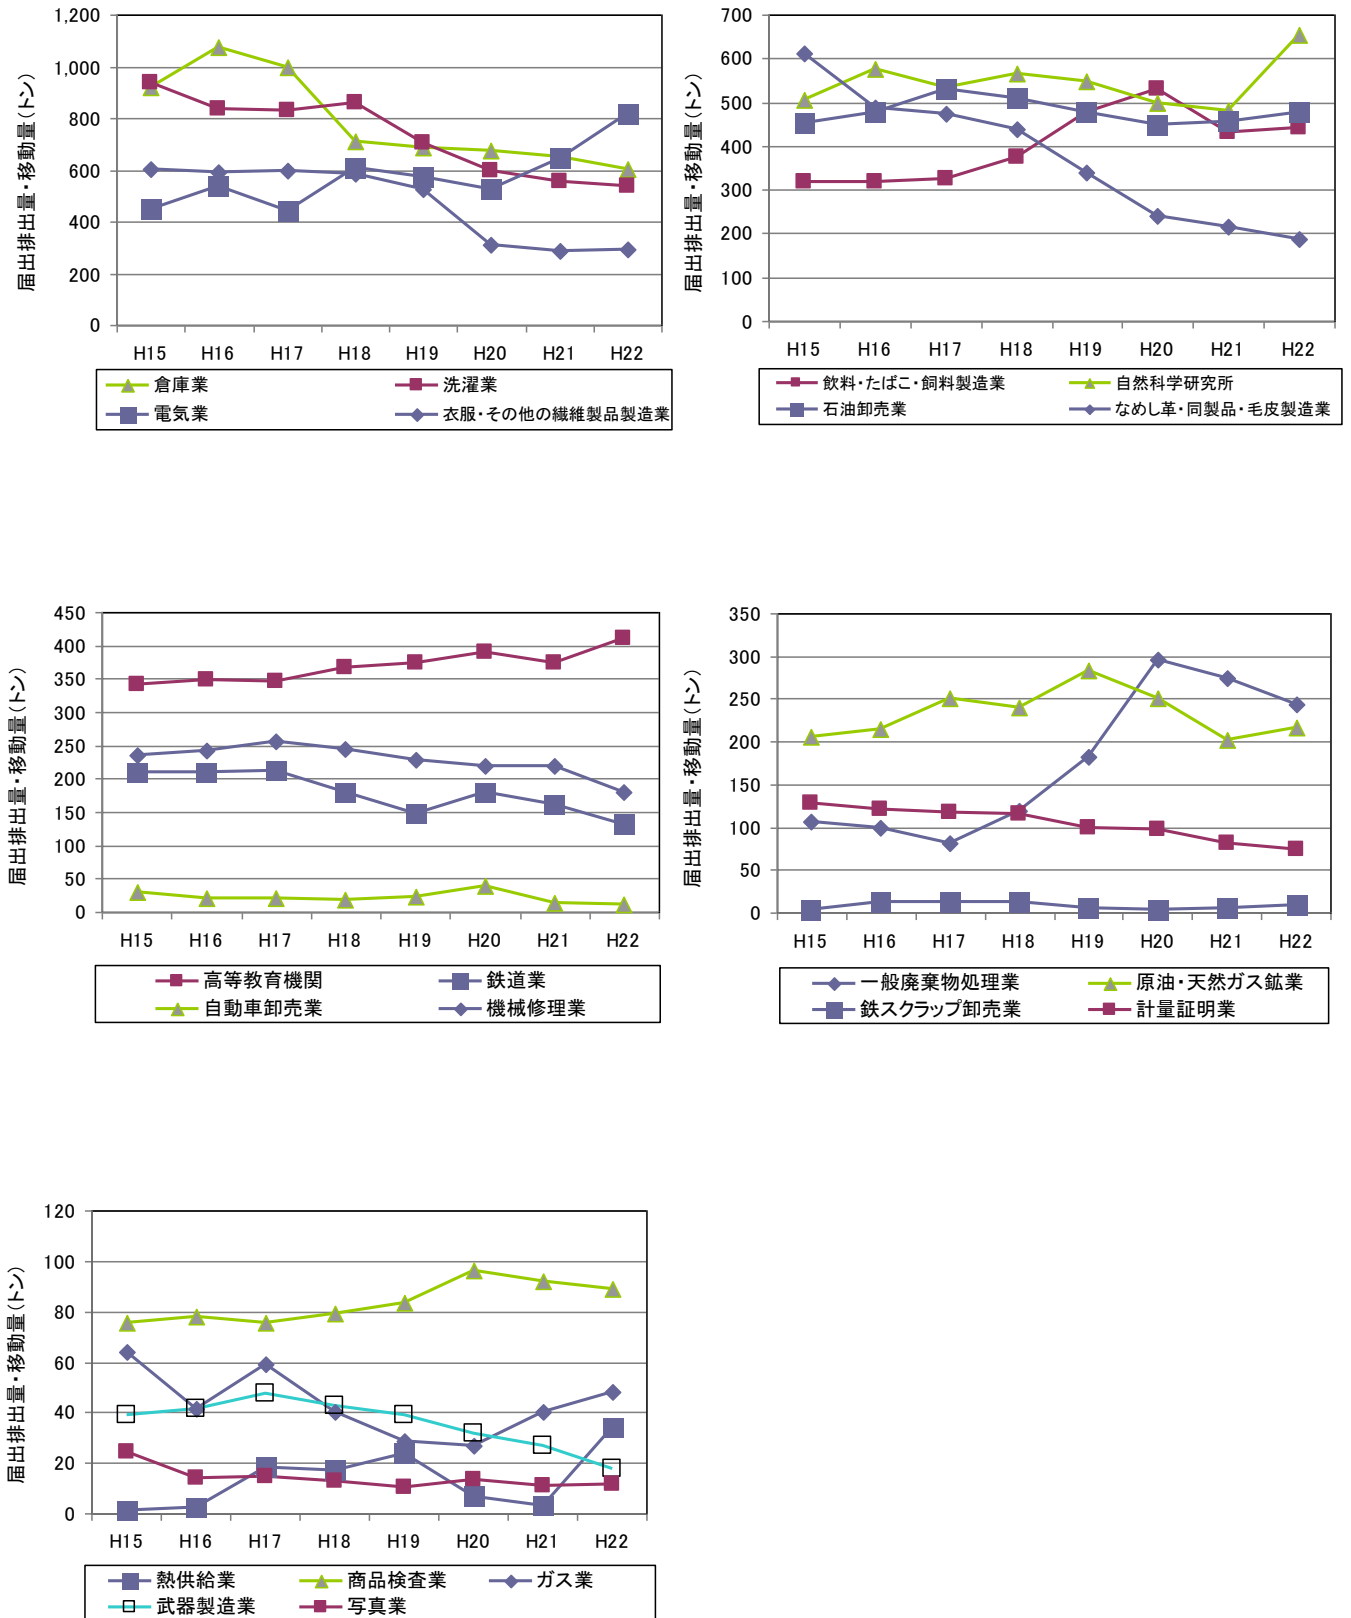 届出排出量・移動量(トン)
1,200
1,000
800
600
400
200
0
H15 H16 H17 H18 H19 H20 H21 H22
倉庫業 洗濯業
電気業 衣服・その他の繊維製品製造業
届出排出量・移動量(トン)
700
600
500
400
300
200
100
0
H15 H16 H17 H18 H19 H20 H21 H22
飲料・たばこ・飼料製造業 自然科学研究所
石油卸売業 なめし革・同製品・毛皮製造業
届出排出量・移動量(トン)
450
400
350
300
250
200
150
100
50
0
H15 H16 H17 H18 H19 H20 H21 H22
高等教育機関 鉄道業
自動車卸売業 機械修理業
届出排出量・移動量(トン)
350
300
250
200
150
100
50
0
H15 H16 H17 H18 H19 H20 H21 H22
一般廃棄物処理業 原油・天然ガス鉱業
鉄スクラップ卸売業 計量証明業
届出排出量・移動量(トン)
120
100
80
60
40
20
0
H15 H16 H17 H18 H19 H20 H21 H22
熱供給業 商品検査業 ガス業
武器製造業 写真業